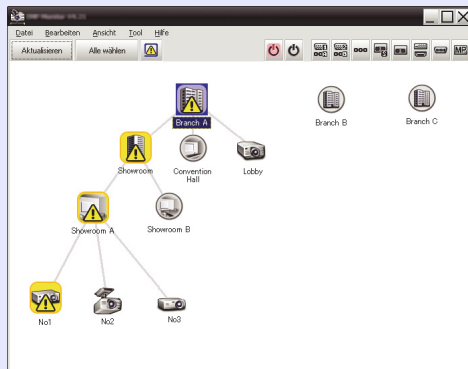 Datei Bearbeiten Ansicht Tool Hilfe
Aktualisieren Alle wählen MP
Branch A Branch B Branch C
Showroom Convention Hall Lobby
Showroom A Showroom B
No1 No2 No3